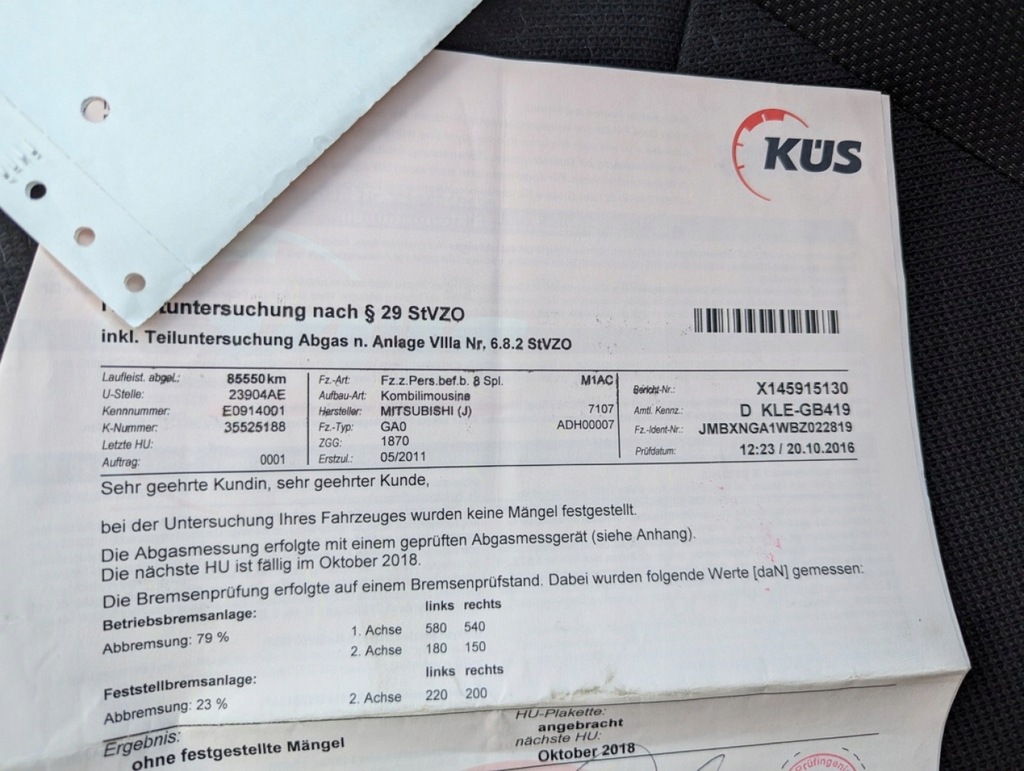 KÜS
untersuchung nach § 29 StVZO
inkl. Teiluntersuchung Abgas n. Anlage VIIIa Nr. 6.8.2 StVZO
Laufleist. abgel.: 85550 km
U-Stelle: 23904AE
Kennnummer: E0914001
K-Nummer: 35525188
Letzte HU:
Auftrag: 0001
Fz.-Art: Fz.z.Pers.bef.b. 8 Spl. M1AC
Aufbau-Art: Kombilimousine
Hersteller: MITSUBISHI (J) 7107
Fz.-Typ: GA0 ADH00007
ZGG: 1870
Erstzul.: 05/2011
Bericht-Nr.: X145915130
Amtl. Kennz.: D KLE-GB419
Fz.-Ident-Nr.: JMBXNGA1WBZ022819
Prüfdatum: 12:23 / 20.10.2016
Sehr geehrte Kundin, sehr geehrter Kunde,
bei der Untersuchung Ihres Fahrzeuges wurden keine Mängel festgestellt.
Die Abgasmessung erfolgte mit einem geprüften Abgasmessgerät (siehe Anhang).
Die nächste HU ist fällig im Oktober 2018.
Die Bremsenprüfung erfolgte auf einem Bremsenprüfstand. Dabei wurden folgende Werte [daN] gemessen:
Betriebsbremsanlage: links rechts
Abbremsung: 79 % 1. Achse 580 540
2. Achse 180 150
Feststellbremsanlage: links rechts
Abbremsung: 23 % 2. Achse 220 200
Ergebnis:
ohne festgestellte Mängel
HU-Plakette:
angebracht
nächste HU:
Oktober 2018